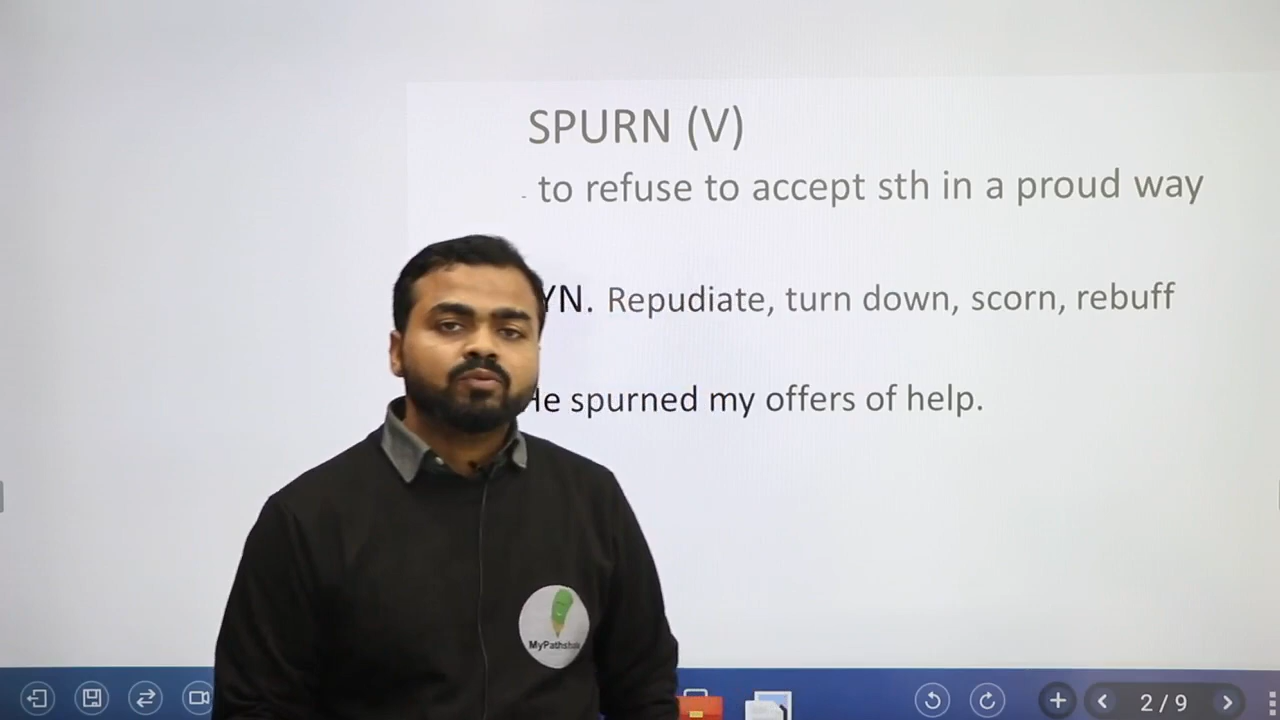 SPURN (V)
- to refuse to accept sth in a proud way
YN. Repudiate, turn down, scorn, rebuff
He spurned my offers of help.
2 / 9